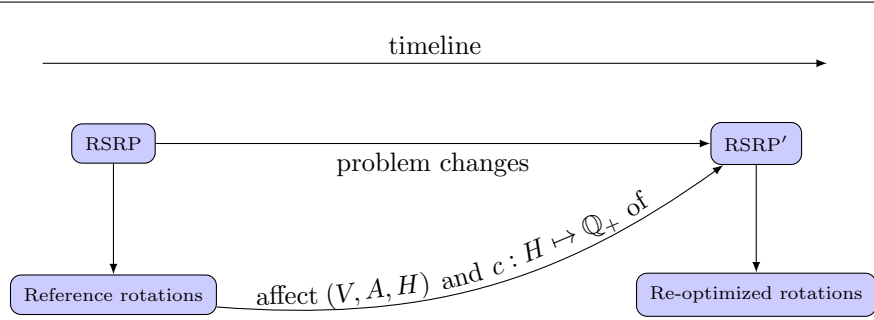 timeline
RSRP
RSRP′
problem changes
affect (V, A, H) and c : H ↦ ℚ₊ of
Reference rotations
Re-optimized rotations